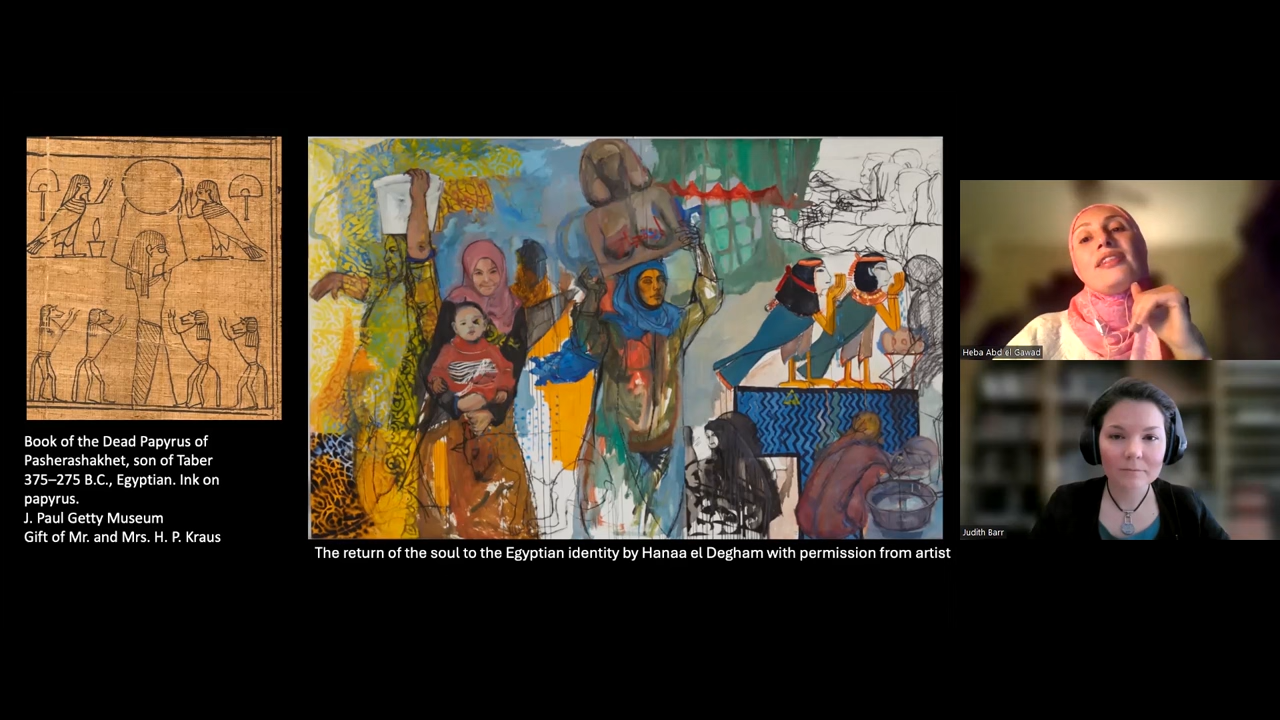 Book of the Dead Papyrus of
Pasherashakhet, son of Taber
375–275 B.C., Egyptian. Ink on
papyrus.
J. Paul Getty Museum
Gift of Mr. and Mrs. H. P. Kraus
The return of the soul to the Egyptian identity by Hanaa el Degham with permission from artist
Heba Abd el Gawad
Judith Barr